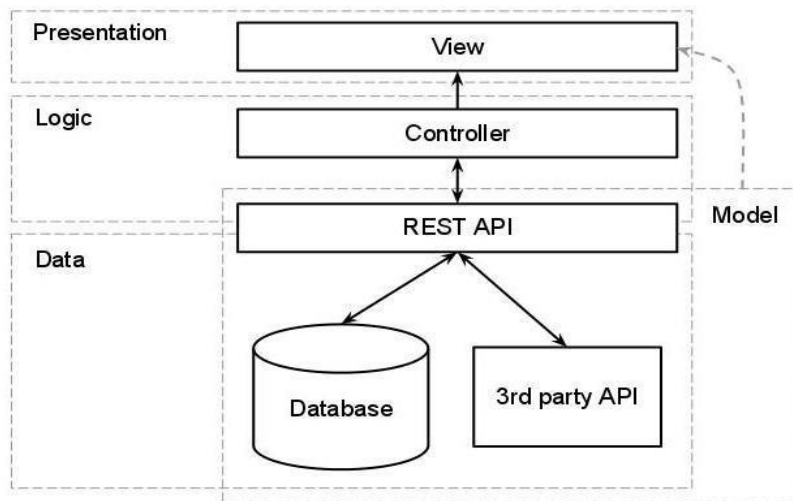 Presentation
View
Logic
Controller
Model
REST API
Data
Database
3rd party API